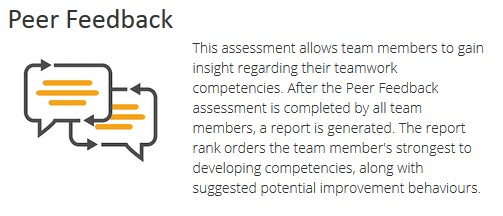 Peer Feedback
This assessment allows team members to gain
insight regarding their teamwork
competencies. After the Peer Feedback
assessment is completed by all team
members, a report is generated. The report
rank orders the team member's strongest to
developing competencies, along with
suggested potential improvement behaviours.